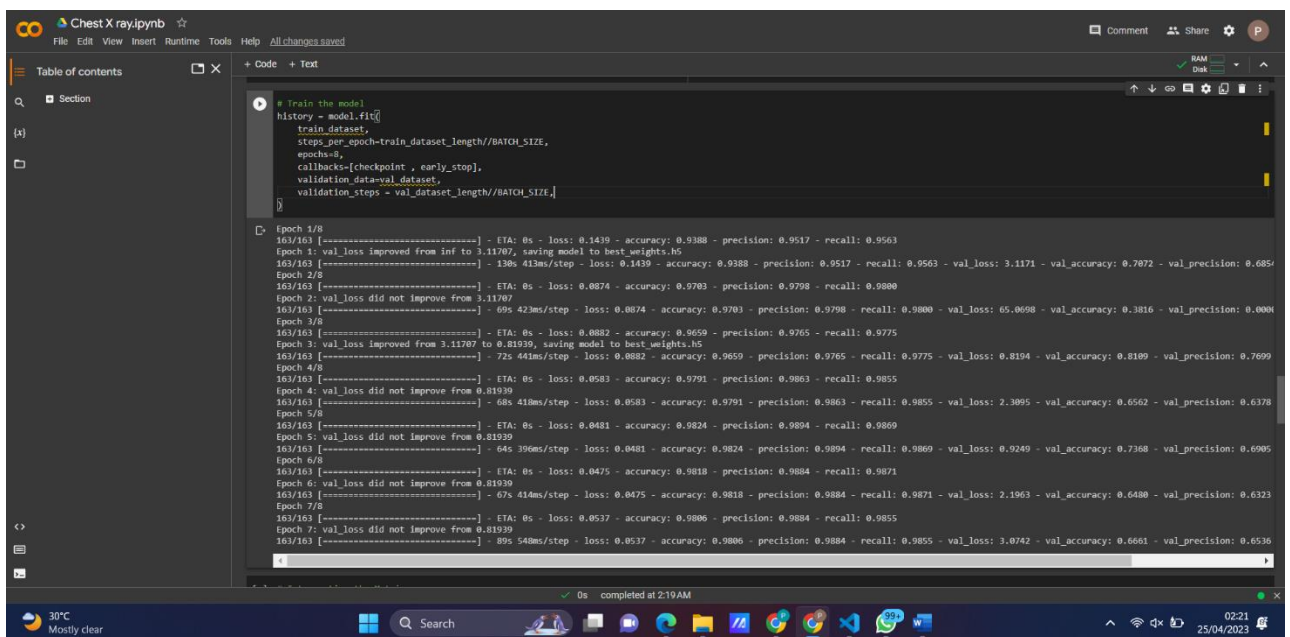 Chest X ray.ipynb
File Edit View Insert Runtime Tools Help All changes saved
Comment Share P
Table of contents
Section
{x}
+ Code + Text
RAM
Disk
# Train the model
history = model.fit(
train_dataset,
steps_per_epoch=train_dataset_length//BATCH_SIZE,
epochs=8,
callbacks=[checkpoint , early_stop],
validation_data=val_dataset,
validation_steps = val_dataset_length//BATCH_SIZE,
)
Epoch 1/8
163/163 [==============================] - ETA: 0s - loss: 0.1439 - accuracy: 0.9388 - precision: 0.9517 - recall: 0.9563
Epoch 1: val_loss improved from inf to 3.11707, saving model to best_weights.h5
163/163 [==============================] - 130s 413ms/step - loss: 0.1439 - accuracy: 0.9388 - precision: 0.9517 - recall: 0.9563 - val_loss: 3.1171 - val_accuracy: 0.7072 - val_precision: 0.685
Epoch 2/8
163/163 [==============================] - ETA: 0s - loss: 0.0874 - accuracy: 0.9703 - precision: 0.9798 - recall: 0.9800
Epoch 2: val_loss did not improve from 3.11707
163/163 [==============================] - 69s 423ms/step - loss: 0.0874 - accuracy: 0.9703 - precision: 0.9798 - recall: 0.9800 - val_loss: 65.0698 - val_accuracy: 0.3816 - val_precision: 0.000
Epoch 3/8
163/163 [==============================] - ETA: 0s - loss: 0.0882 - accuracy: 0.9659 - precision: 0.9765 - recall: 0.9775
Epoch 3: val_loss improved from 3.11707 to 0.81939, saving model to best_weights.h5
163/163 [==============================] - 72s 441ms/step - loss: 0.0882 - accuracy: 0.9659 - precision: 0.9765 - recall: 0.9775 - val_loss: 0.8194 - val_accuracy: 0.8109 - val_precision: 0.7699
Epoch 4/8
163/163 [==============================] - ETA: 0s - loss: 0.0583 - accuracy: 0.9791 - precision: 0.9863 - recall: 0.9855
Epoch 4: val_loss did not improve from 0.81939
163/163 [==============================] - 68s 418ms/step - loss: 0.0583 - accuracy: 0.9791 - precision: 0.9863 - recall: 0.9855 - val_loss: 2.3095 - val_accuracy: 0.6562 - val_precision: 0.6378
Epoch 5/8
163/163 [==============================] - ETA: 0s - loss: 0.0481 - accuracy: 0.9824 - precision: 0.9894 - recall: 0.9869
Epoch 5: val_loss did not improve from 0.81939
163/163 [==============================] - 64s 396ms/step - loss: 0.0481 - accuracy: 0.9824 - precision: 0.9894 - recall: 0.9869 - val_loss: 0.9249 - val_accuracy: 0.7368 - val_precision: 0.6905
Epoch 6/8
163/163 [==============================] - ETA: 0s - loss: 0.0475 - accuracy: 0.9818 - precision: 0.9884 - recall: 0.9871
Epoch 6: val_loss did not improve from 0.81939
163/163 [==============================] - 67s 414ms/step - loss: 0.0475 - accuracy: 0.9818 - precision: 0.9884 - recall: 0.9871 - val_loss: 2.1963 - val_accuracy: 0.6480 - val_precision: 0.6323
Epoch 7/8
163/163 [==============================] - ETA: 0s - loss: 0.0537 - accuracy: 0.9806 - precision: 0.9884 - recall: 0.9855
Epoch 7: val_loss did not improve from 0.81939
163/163 [==============================] - 89s 548ms/step - loss: 0.0537 - accuracy: 0.9806 - precision: 0.9884 - recall: 0.9855 - val_loss: 3.0742 - val_accuracy: 0.6661 - val_precision: 0.6536
0s completed at 2:19 AM
30°C
Mostly clear
Search
99+
02:21
25/04/2023